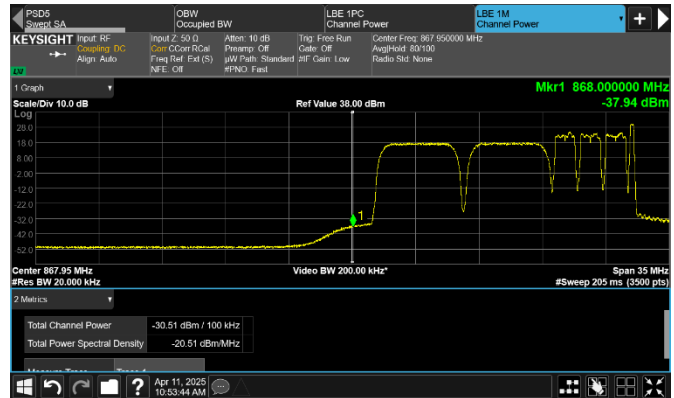 PSD5
Swept SA
OBW
Occupied BW
LBE 1PC
Channel Power
LBE 1M
Channel Power
KEYSIGHT
Input: RF
Coupling: DC
Align: Auto
Input Z: 50 Ω
Corr CCorr RCal
Freq Ref: Ext (S)
NFE: Off
Atten: 10 dB
Preamp: Off
µW Path: Standard
#PNO: Fast
Trig: Free Run
Gate: Off
#IF Gain: Low
Center Freq: 867.950000 MHz
Avg|Hold: 80/100
Radio Std: None
LXI
1 Graph
Scale/Div 10.0 dB
Ref Value 38.00 dBm
Mkr1 868.000000 MHz
-37.94 dBm
Log
28.0
18.0
8.00
-2.00
-12.0
-22.0
-32.0
-42.0
-52.0
1
Center 867.95 MHz
#Res BW 20.000 kHz
Video BW 200.00 kHz*
Span 35 MHz
#Sweep 205 ms (3500 pts)
2 Metrics
Total Channel Power
-30.51 dBm / 100 kHz
Total Power Spectral Density
-20.51 dBm/MHz
?
Apr 11, 2025
10:53:44 AM